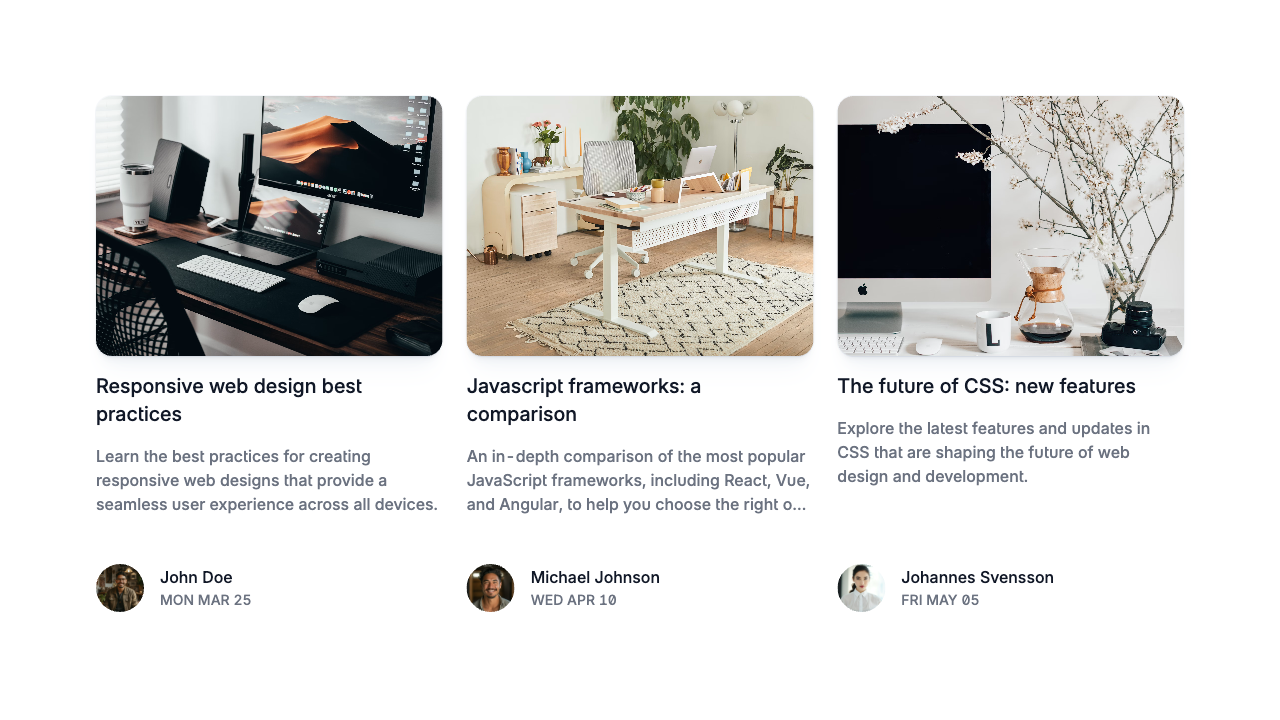 Responsive web design best
practices
Learn the best practices for creating
responsive web designs that provide a
seamless user experience across all devices.
John Doe
MON MAR 25
Javascript frameworks: a
comparison
An in-depth comparison of the most popular
JavaScript frameworks, including React, Vue,
and Angular, to help you choose the right o...
Michael Johnson
WED APR 10
L
The future of CSS: new features
Explore the latest features and updates in
CSS that are shaping the future of web
design and development.
Johannes Svensson
FRI MAY 05